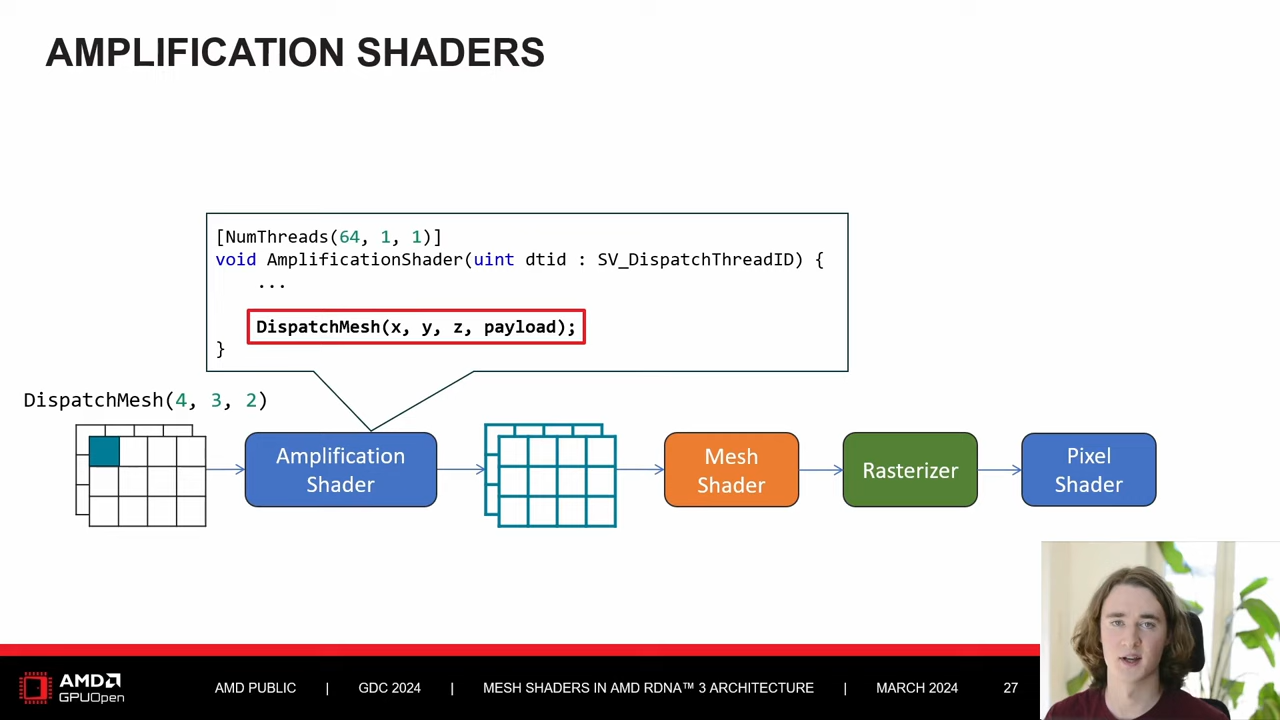 AMPLIFICATION SHADERS
[NumThreads(64, 1, 1)]
void AmplificationShader(uint dtid : SV_DispatchThreadID) {
...
DispatchMesh(x, y, z, payload);
}
DispatchMesh(4, 3, 2)
Amplification
Shader
Mesh
Shader
Rasterizer
Pixel
Shader
AMD
GPUOpen
AMD PUBLIC | GDC 2024 | MESH SHADERS IN AMD RDNA™ 3 ARCHITECTURE | MARCH 2024 27